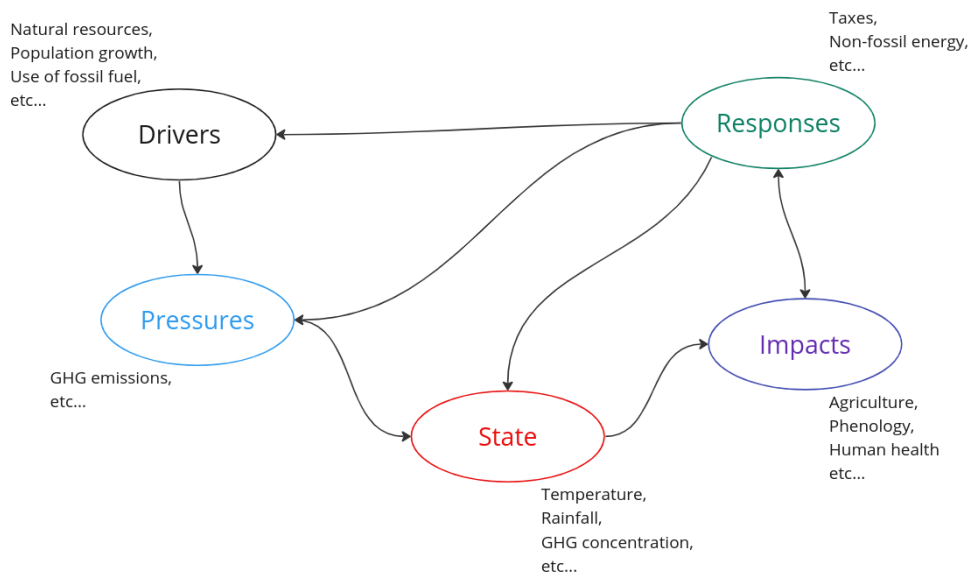 Natural resources,
Population growth,
Use of fossil fuel,
etc...
Drivers
Taxes,
Non-fossil energy,
etc...
Responses
Pressures
GHG emissions,
etc...
Impacts
Agriculture,
Phenology,
Human health
etc...
State
Temperature,
Rainfall,
GHG concentration,
etc...